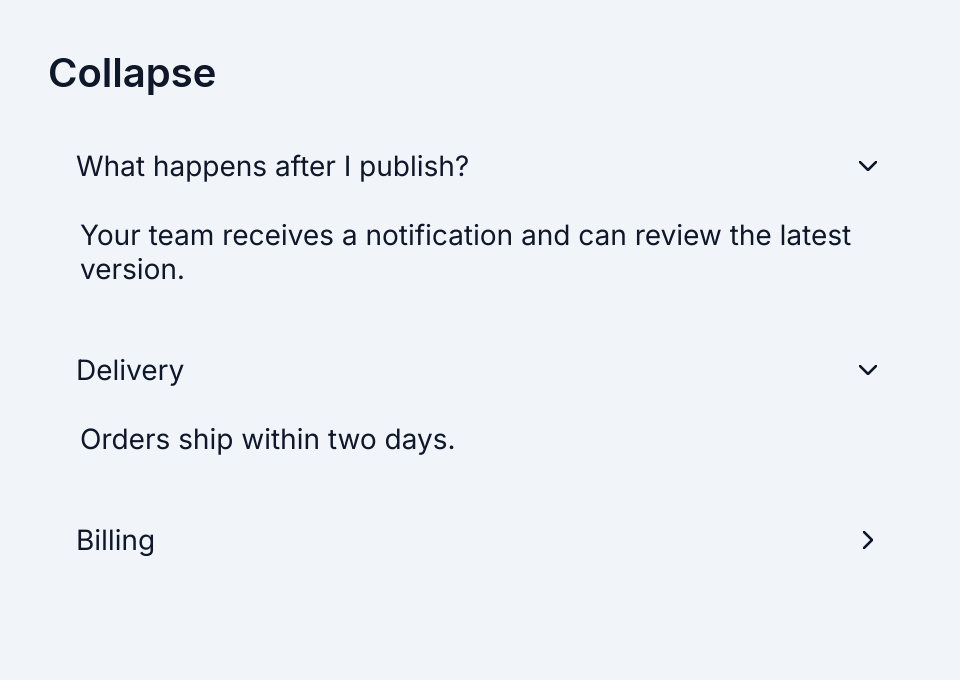 Collapse
What happens after I publish?
Your team receives a notification and can review the latest
version.
Delivery
Orders ship within two days.
Billing